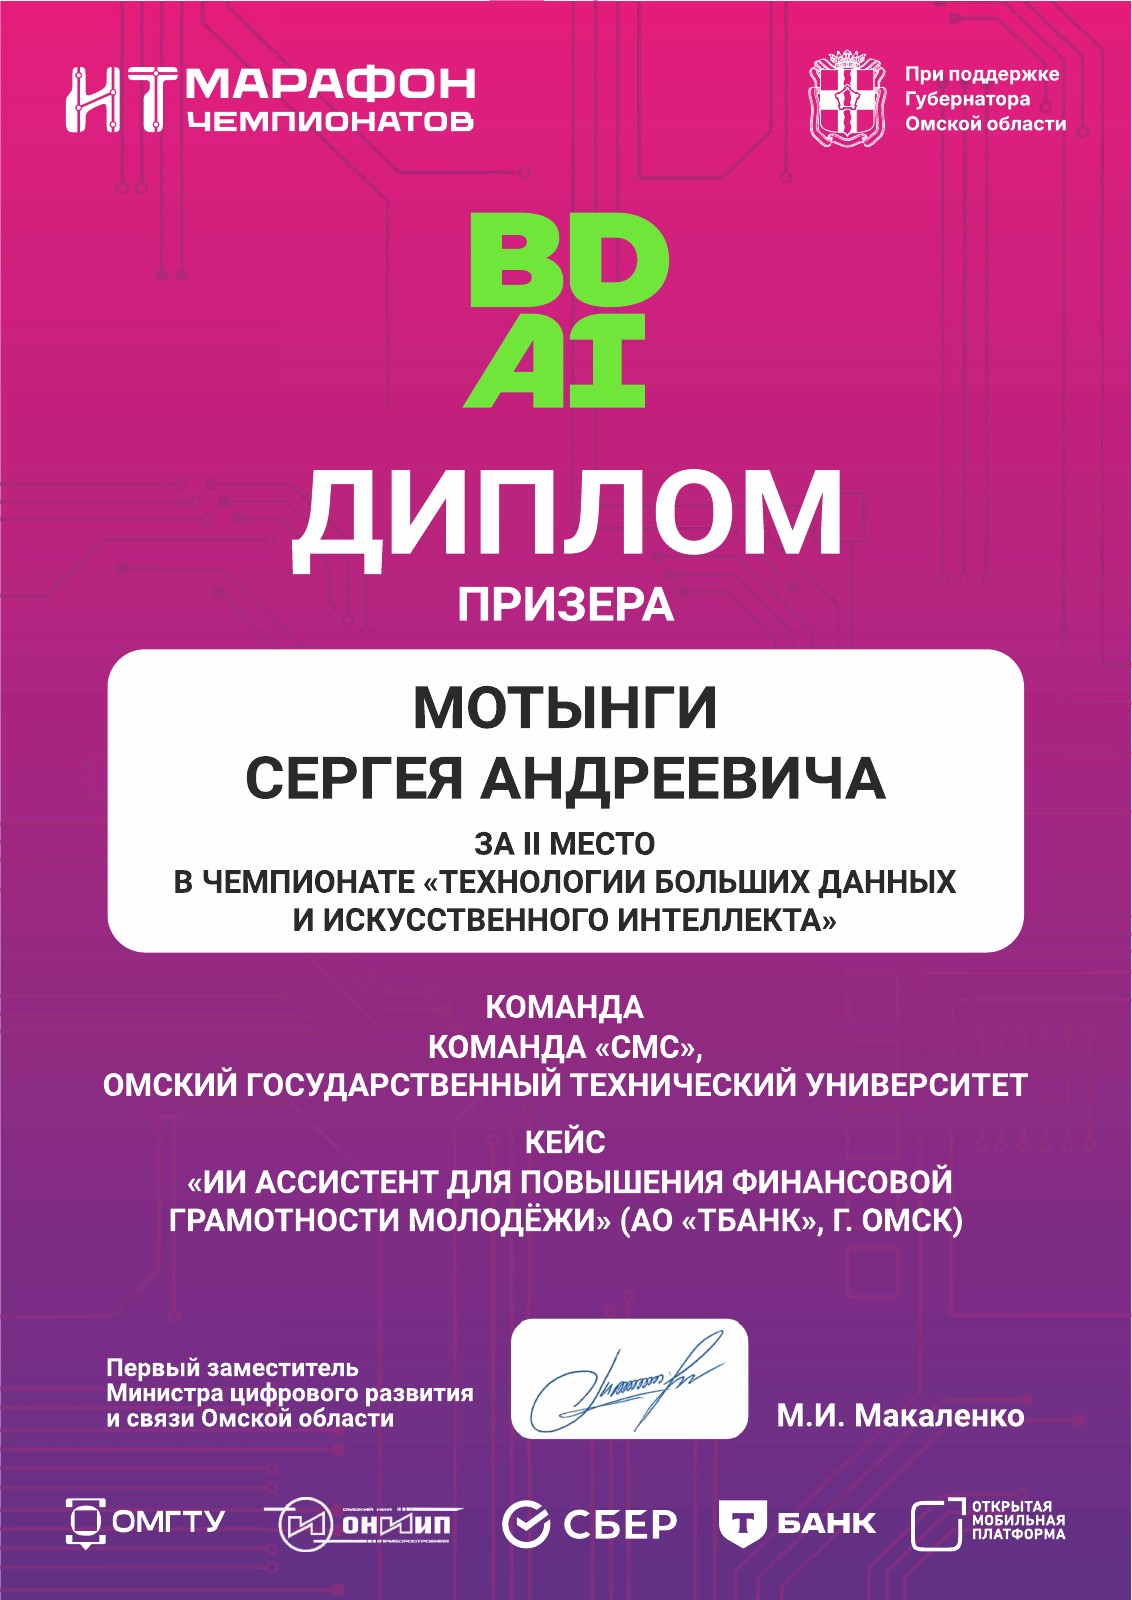 ИТ МАРАФОН
ЧЕМПИОНАТОВ
При поддержке
Губернатора
Омской области
BD
AI
ДИПЛОМ
ПРИЗЕРА
МОТЫНГИ
СЕРГЕЯ АНДРЕЕВИЧА
ЗА II МЕСТО
В ЧЕМПИОНАТЕ «ТЕХНОЛОГИИ БОЛЬШИХ ДАННЫХ
И ИСКУССТВЕННОГО ИНТЕЛЛЕКТА»
КОМАНДА
КОМАНДА «СМС»,
ОМСКИЙ ГОСУДАРСТВЕННЫЙ ТЕХНИЧЕСКИЙ УНИВЕРСИТЕТ
КЕЙС
«ИИ АССИСТЕНТ ДЛЯ ПОВЫШЕНИЯ ФИНАНСОВОЙ
ГРАМОТНОСТИ МОЛОДЁЖИ» (АО «ТБАНК», Г. ОМСК)
Первый заместитель
Министра цифрового развития
и связи Омской области
М.И. Макаленко
ОМГТУ
ОМСКИЙ НИИ
ОНИИП
ПРИБОРОСТРОЕНИЯ
СБЕР
Т БАНК
ОТКРЫТАЯ
МОБИЛЬНАЯ
ПЛАТФОРМА